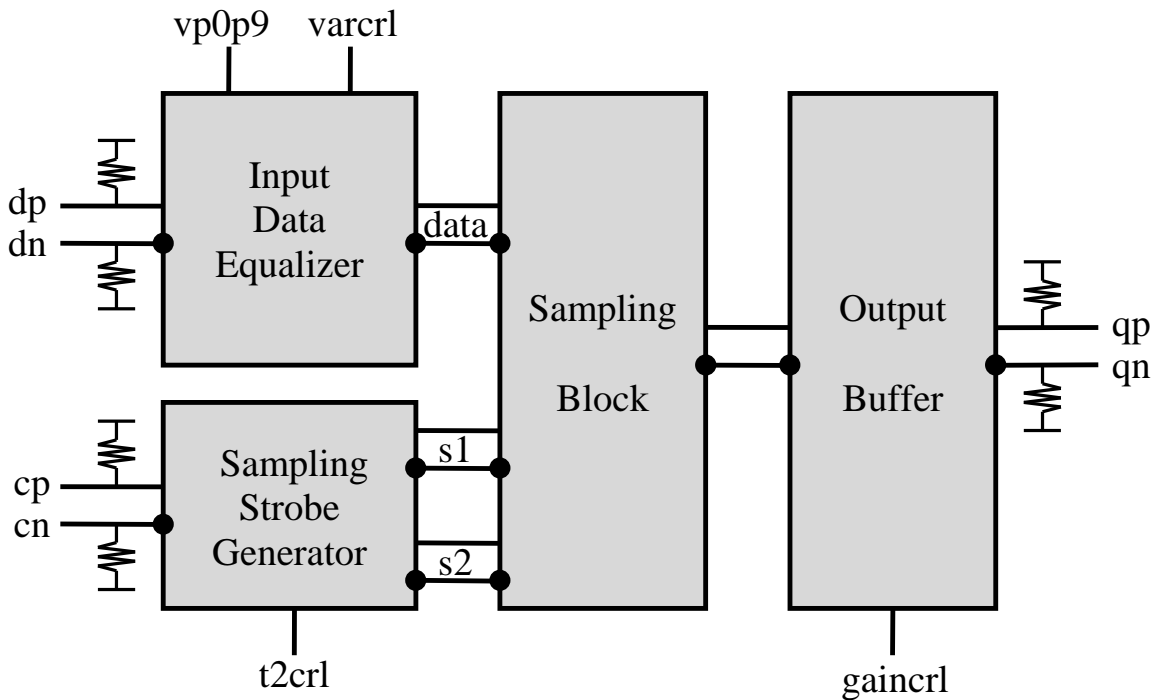 vp0p9 varcrl
Input
Data
Equalizer
dp
dn
data
Sampling
Block
Output
Buffer
qp
qn
cp
cn
Sampling
Strobe
Generator
s1
s2
t2crl
gaincrl